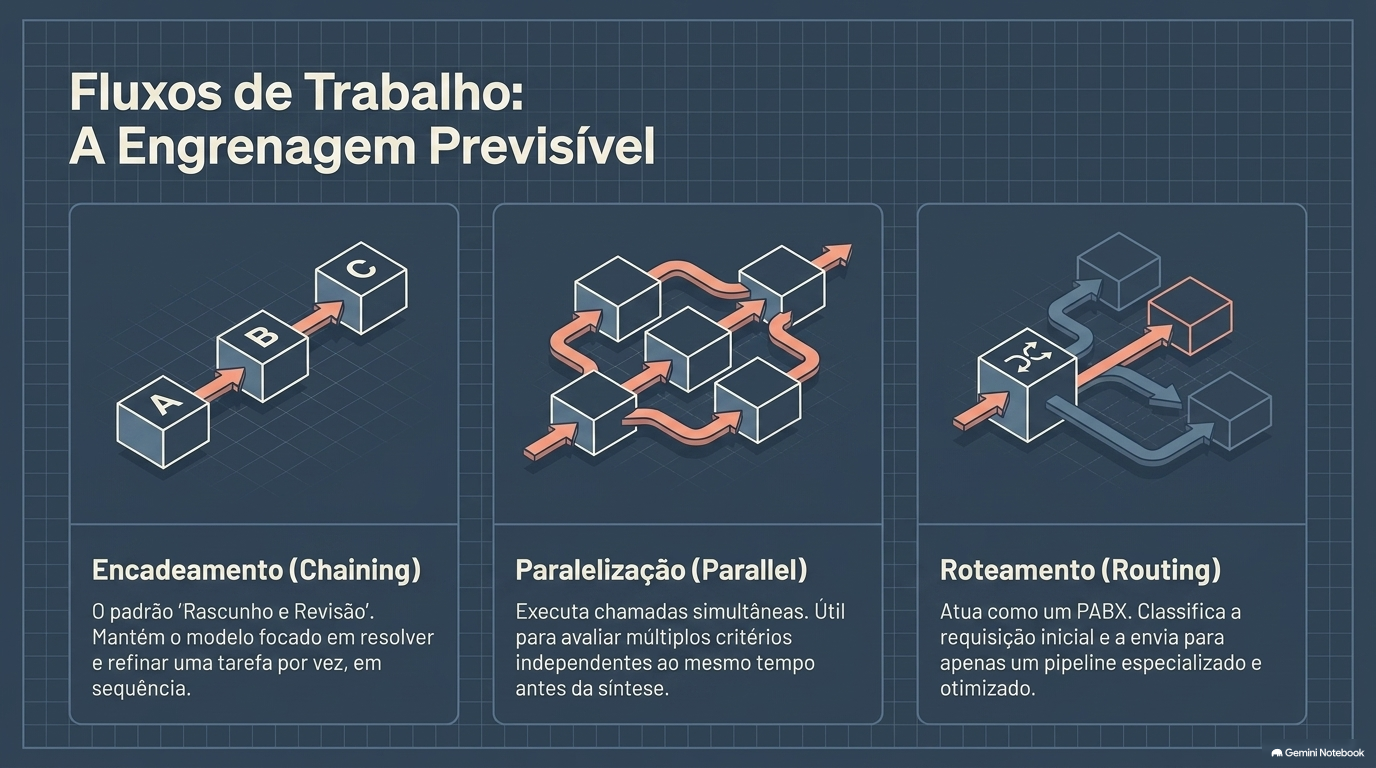 Fluxos de Trabalho:
A Engrenagem Previsível
A
B
C
Encadeamento (Chaining)
O padrão ‘Rascunho e Revisão’.
Mantém o modelo focado em resolver
e refinar uma tarefa por vez, em
sequência.
Paralelização (Parallel)
Executa chamadas simultâneas. Útil
para avaliar múltiplos critérios
independentes ao mesmo tempo
antes da síntese.
Roteamento (Routing)
Atua como um PABX. Classifica a
requisição inicial e a envia para
apenas um pipeline especializado e
otimizado.
Gemini Notebook